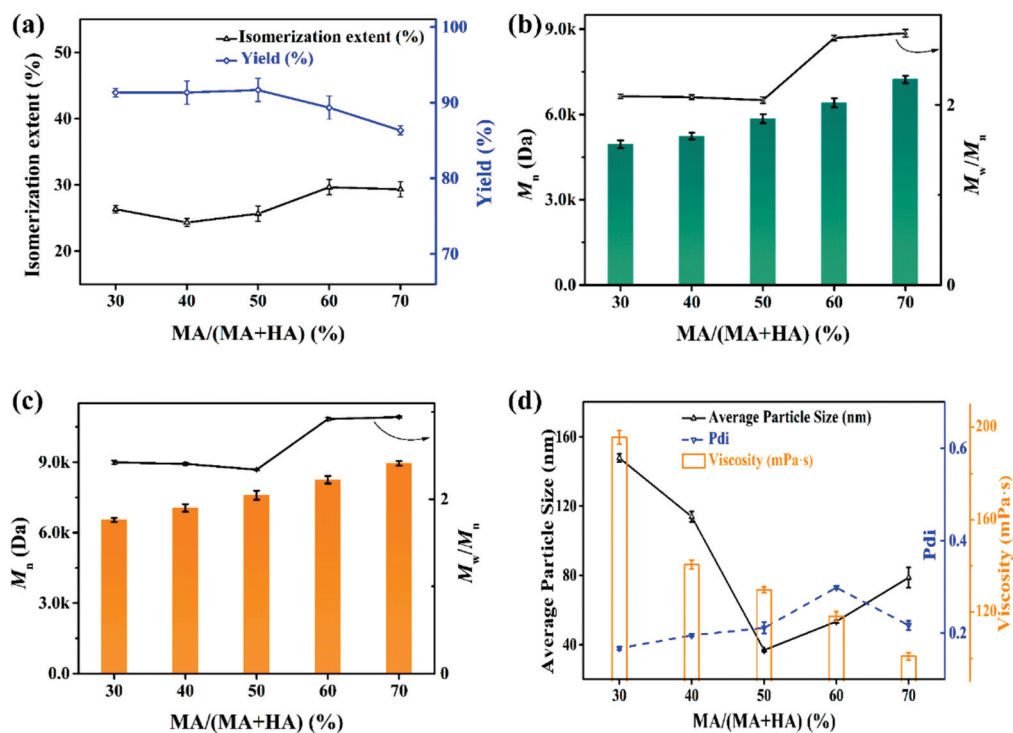 (a)
Isomerization extent (%)
Yield (%)
Isomerization extent (%)
50
40
30
20
100
90
80
70
Yield (%)
30 40 50 60 70
MA/(MA+HA) (%)
(b)
Mn (Da)
9.0k
6.0k
3.0k
0.0
2
0
Mw/Mn
30 40 50 60 70
MA/(MA+HA) (%)
(c)
Mn (Da)
9.0k
6.0k
3.0k
0.0
2
0
Mw/Mn
30 40 50 60 70
MA/(MA+HA) (%)
(d)
Average Particle Size (nm)
Pdi
Viscosity (mPa·s)
Average Particle Size (nm)
160
120
80
40
0.6
0.4
0.2
Pdi
200
160
120
Viscosity (mPa·s)
30 40 50 60 70
MA/(MA+HA) (%)